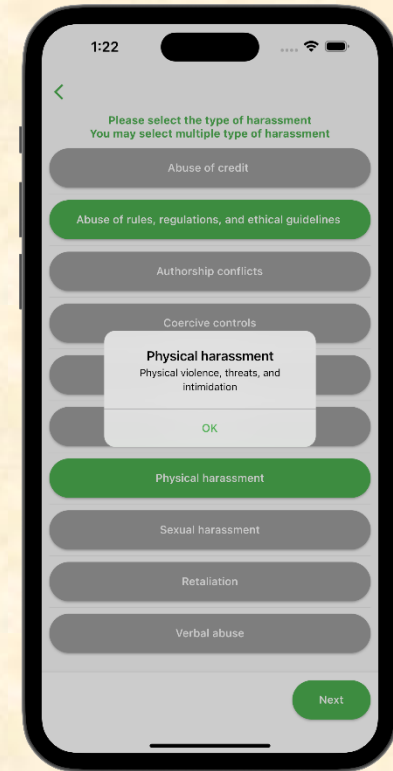 1:22
Please select the type of harassment
You may select multiple type of harassment
Abuse of credit
Abuse of rules, regulations, and ethical guidelines
Authorship conflicts
Coercive controls
Physical harassment
Physical violence, threats, and
intimidation
OK
Physical harassment
Sexual harassment
Retaliation
Verbal abuse
Next